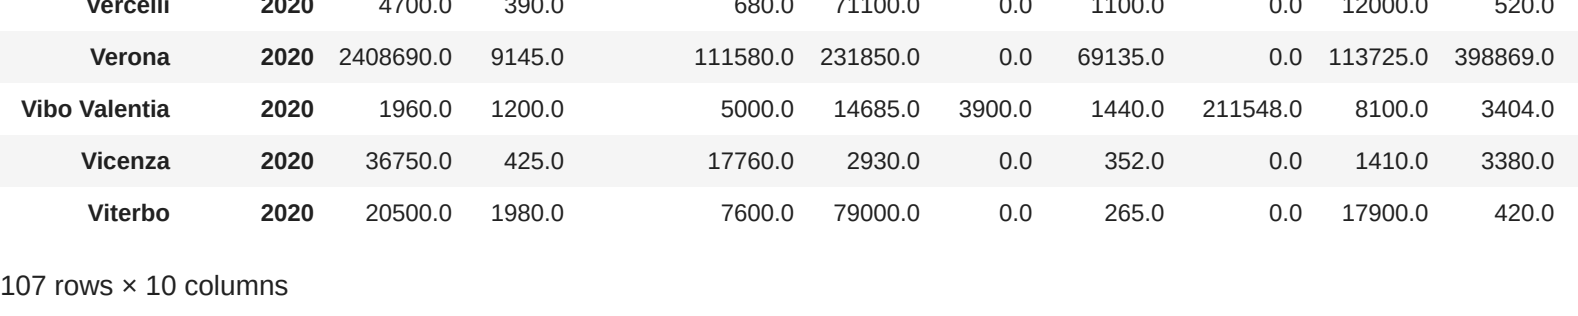 Vercelli 2020 4700.0 390.0 680.0 71100.0 0.0 1100.0 0.0 12000.0 520.0
Verona 2020 2408690.0 9145.0 111580.0 231850.0 0.0 69135.0 0.0 113725.0 398869.0
Vibo Valentia 2020 1960.0 1200.0 5000.0 14685.0 3900.0 1440.0 211548.0 8100.0 3404.0
Vicenza 2020 36750.0 425.0 17760.0 2930.0 0.0 352.0 0.0 1410.0 3380.0
Viterbo 2020 20500.0 1980.0 7600.0 79000.0 0.0 265.0 0.0 17900.0 420.0
107 rows × 10 columns